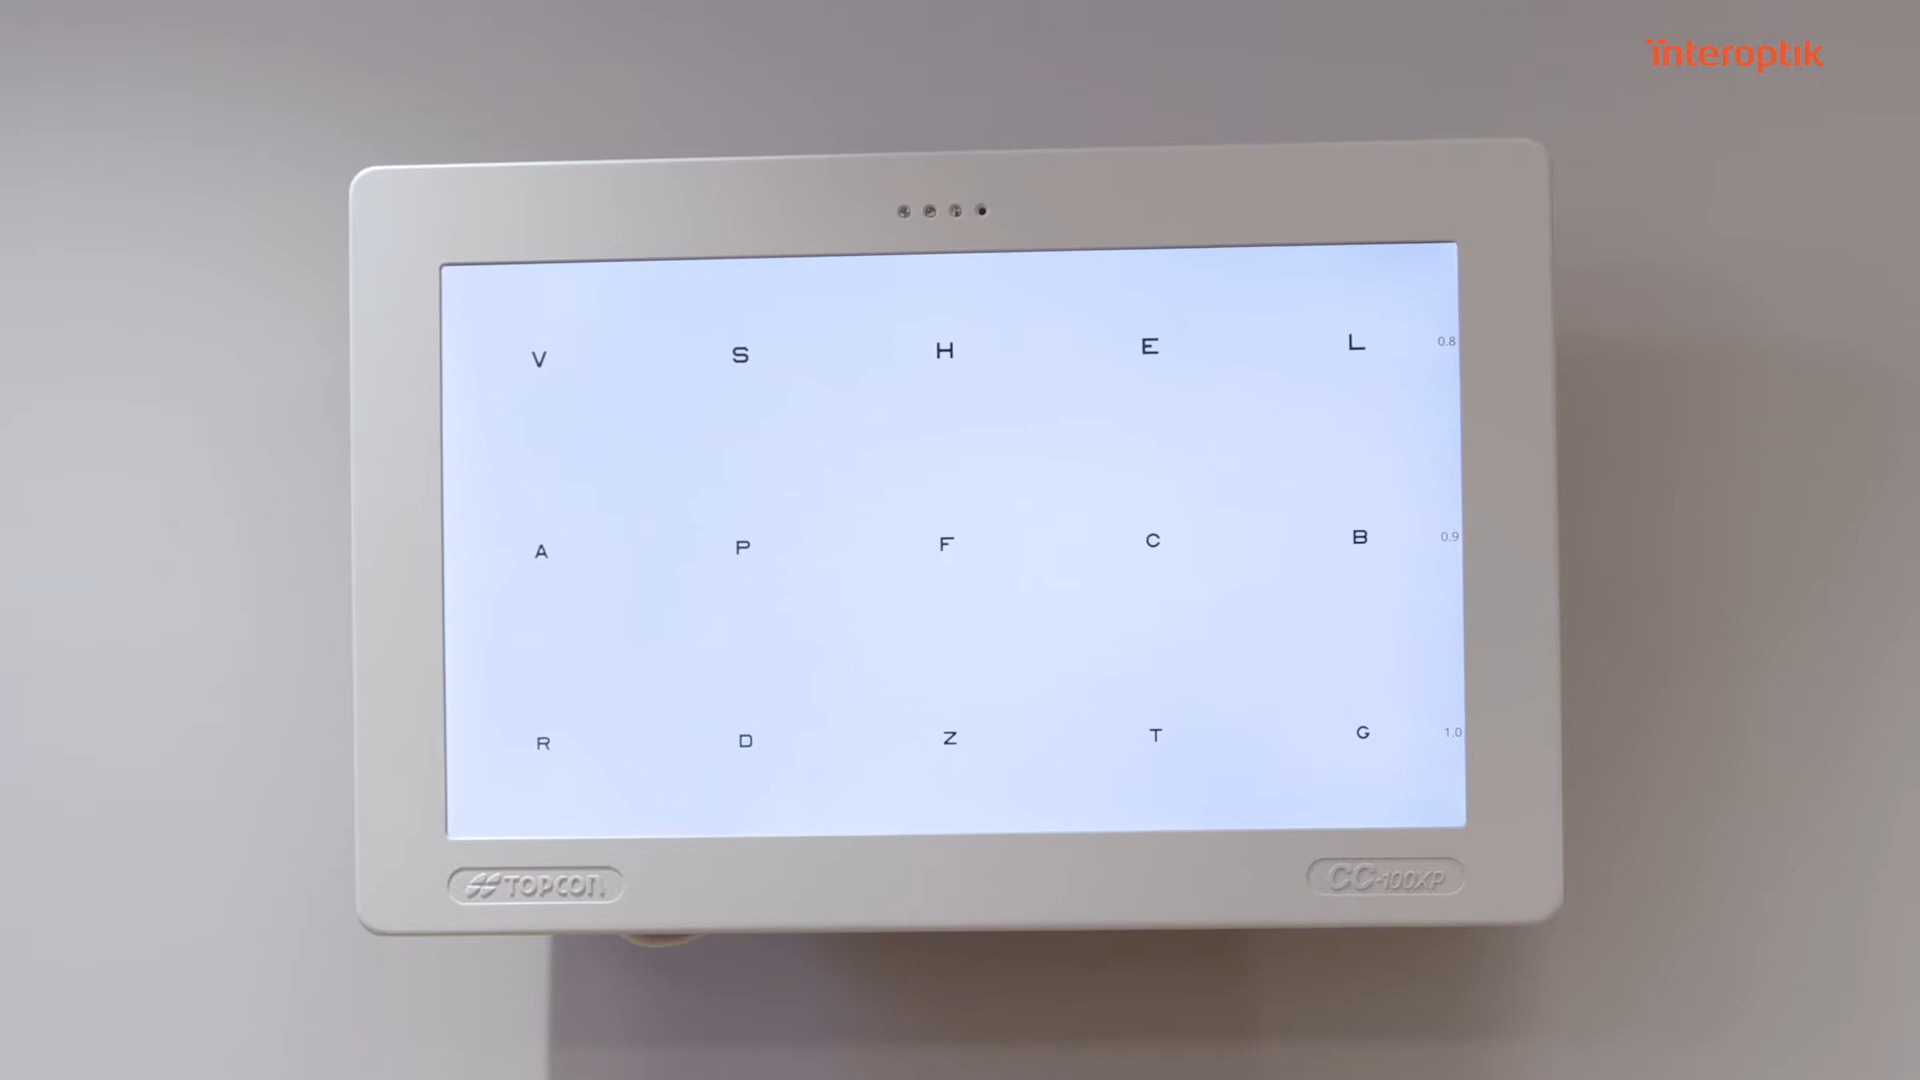 interoptik
V S H E L 0.8
A P F C B 0.9
R D Z T G 1.0
TOPCON
CC-100XP